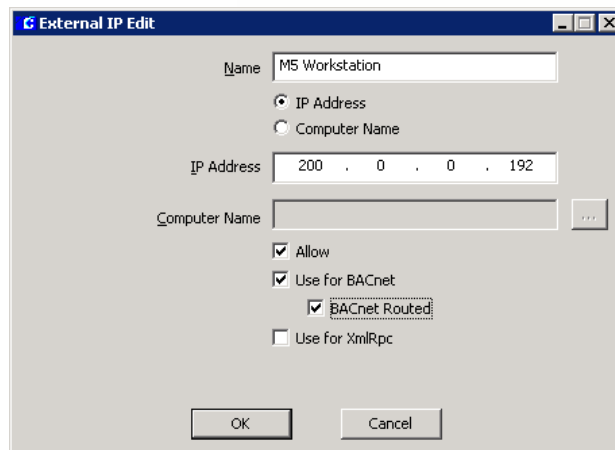 External IP Edit
Name M5 Workstation
IP Address
Computer Name
IP Address 200 . 0 . 0 . 192
Computer Name ...
Allow
Use for BACnet
BACnet Routed
Use for XmlRpc
OK Cancel